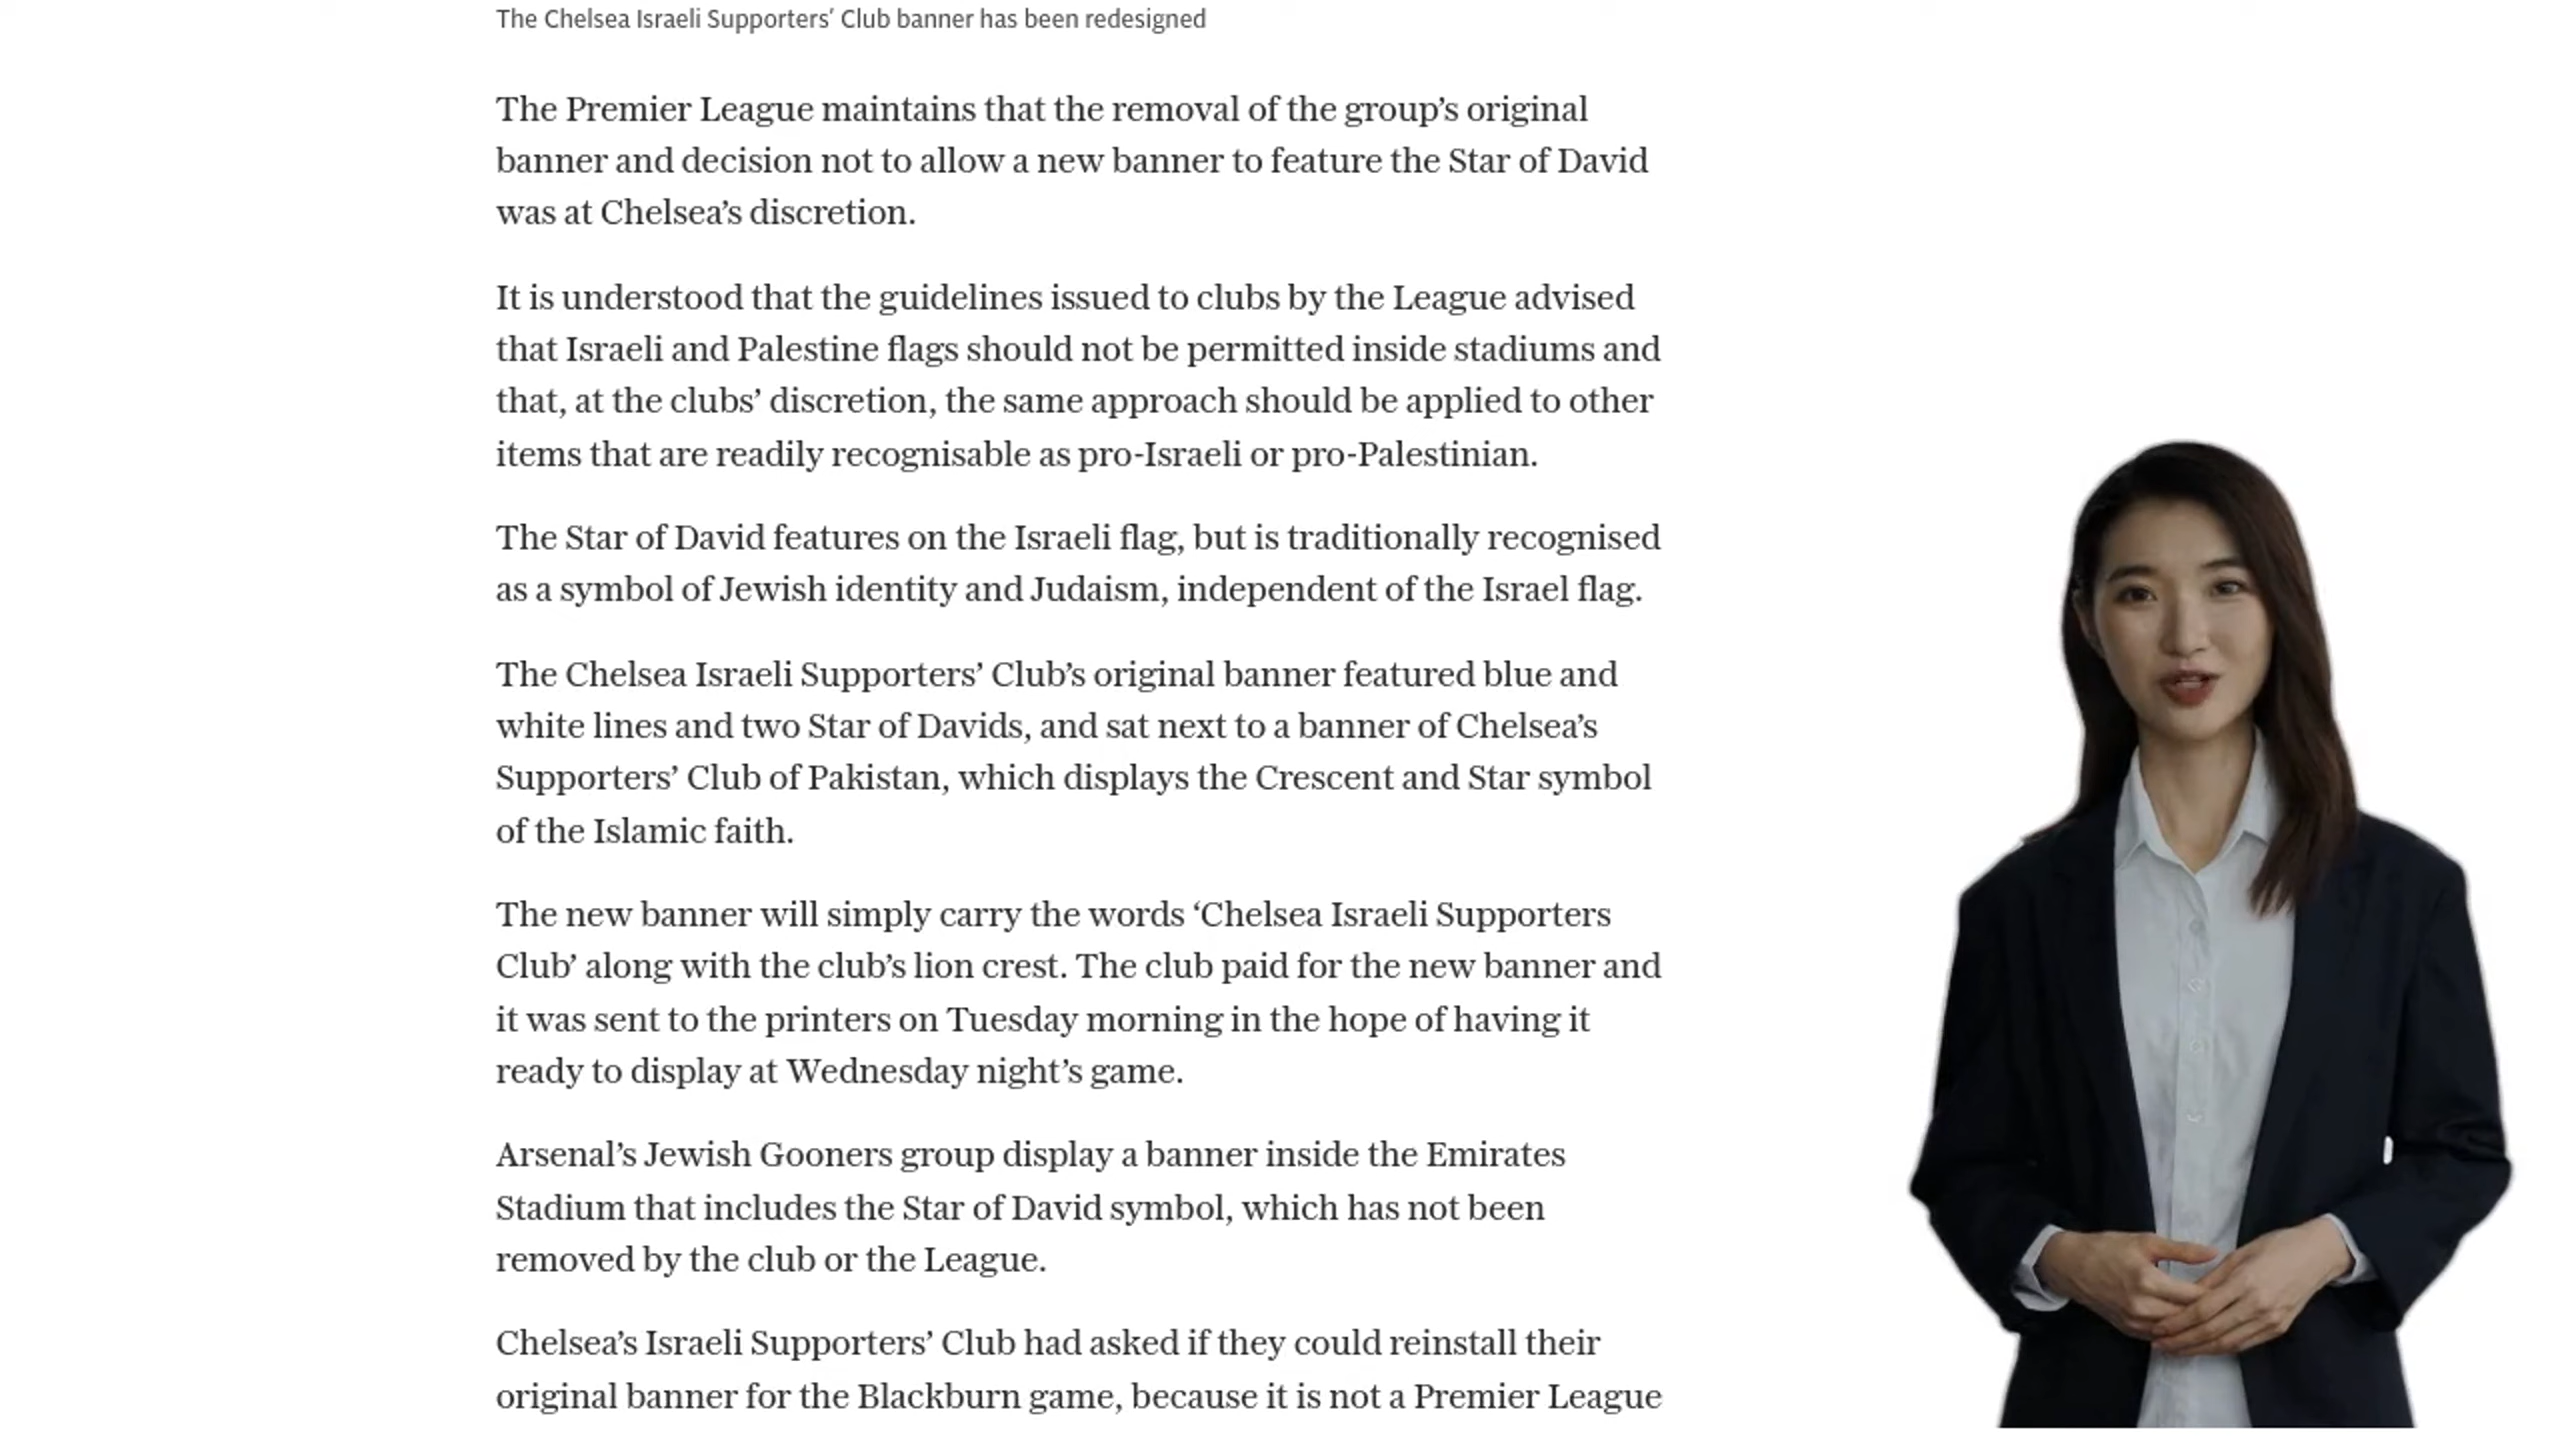 The Chelsea Israeli Supporters’ Club banner has been redesigned
The Premier League maintains that the removal of the group’s original
banner and decision not to allow a new banner to feature the Star of David
was at Chelsea’s discretion.
It is understood that the guidelines issued to clubs by the League advised
that Israeli and Palestine flags should not be permitted inside stadiums and
that, at the clubs’ discretion, the same approach should be applied to other
items that are readily recognisable as pro-Israeli or pro-Palestinian.
The Star of David features on the Israeli flag, but is traditionally recognised
as a symbol of Jewish identity and Judaism, independent of the Israel flag.
The Chelsea Israeli Supporters’ Club’s original banner featured blue and
white lines and two Star of Davids, and sat next to a banner of Chelsea’s
Supporters’ Club of Pakistan, which displays the Crescent and Star symbol
of the Islamic faith.
The new banner will simply carry the words ‘Chelsea Israeli Supporters
Club’ along with the club’s lion crest. The club paid for the new banner and
it was sent to the printers on Tuesday morning in the hope of having it
ready to display at Wednesday night’s game.
Arsenal’s Jewish Gooners group display a banner inside the Emirates
Stadium that includes the Star of David symbol, which has not been
removed by the club or the League.
Chelsea’s Israeli Supporters’ Club had asked if they could reinstall their
original banner for the Blackburn game, because it is not a Premier League